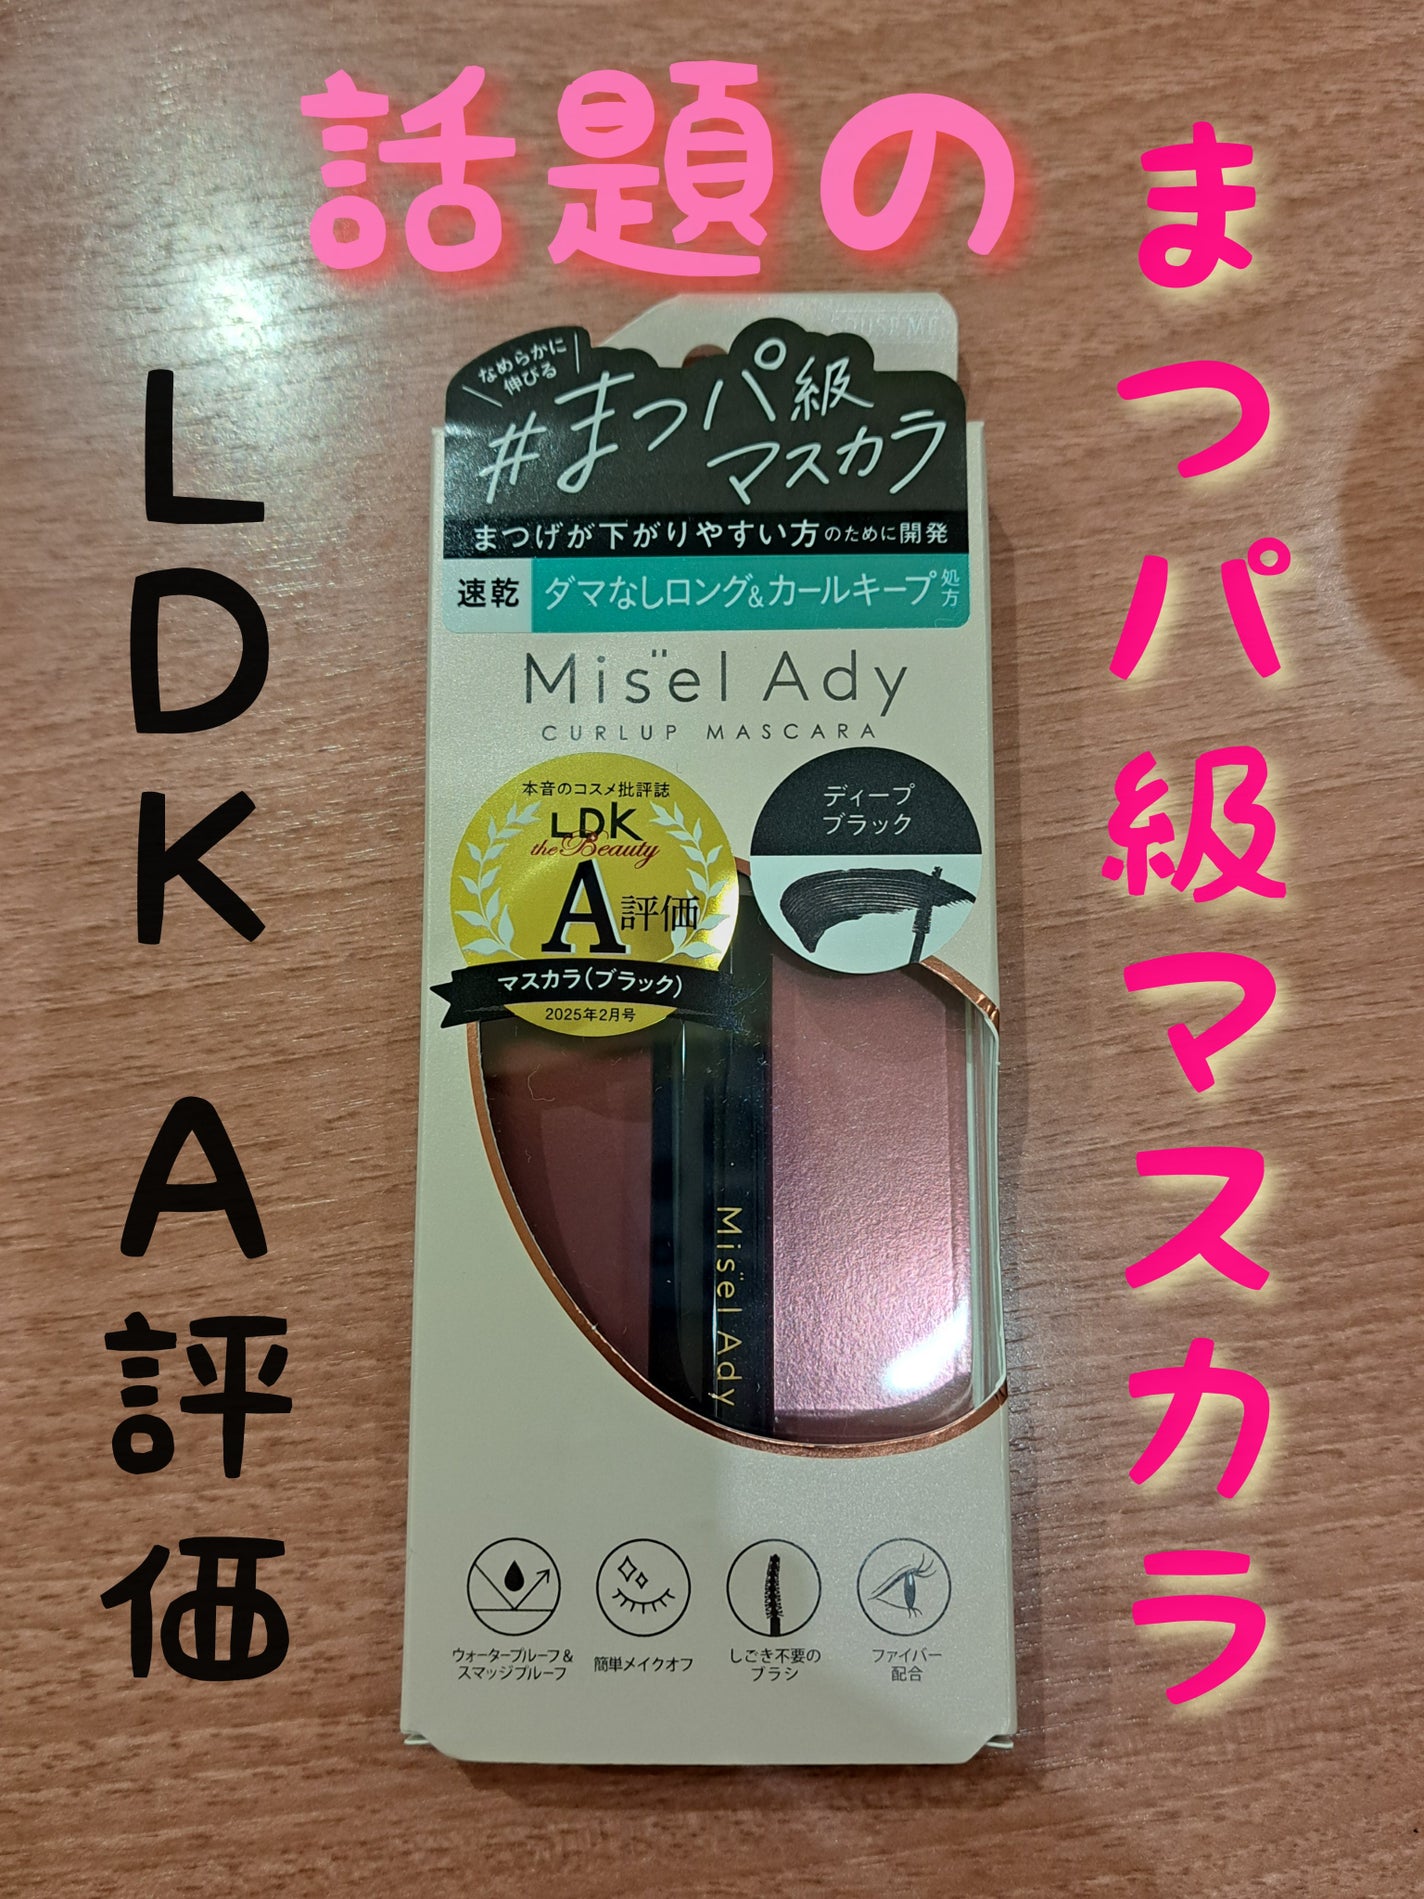 話題の
まつパ級マスカラ
LDK A評価
なめらかに
伸びる
#まつパ級
マスカラ
まつげが下がりやすい方のために開発
速乾 ダマなしロング&カールキープ処方
Misël Ady
CURLUP MASCARA
本音のコスメ批評誌
LDK
the Beauty
A評価
マスカラ(ブラック)
2025年2月号
ディープ
ブラック
Misël Ady
ウォータープルーフ&
スマッジプルーフ
簡単メイクオフ
しごき不要の
ブラシ
ファイバー
配合